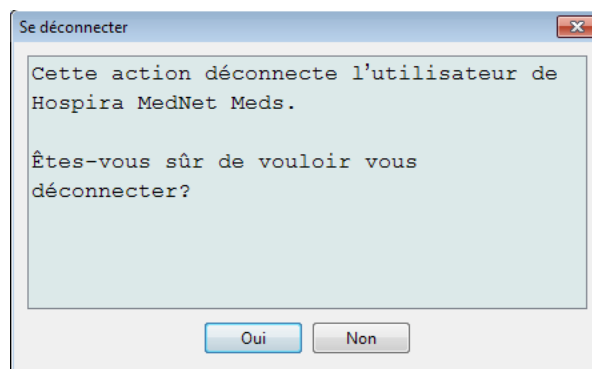 Se déconnecter
Cette action déconnecte l’utilisateur de
Hospira MedNet Meds.
Êtes-vous sûr de vouloir vous
déconnecter?
Oui Non